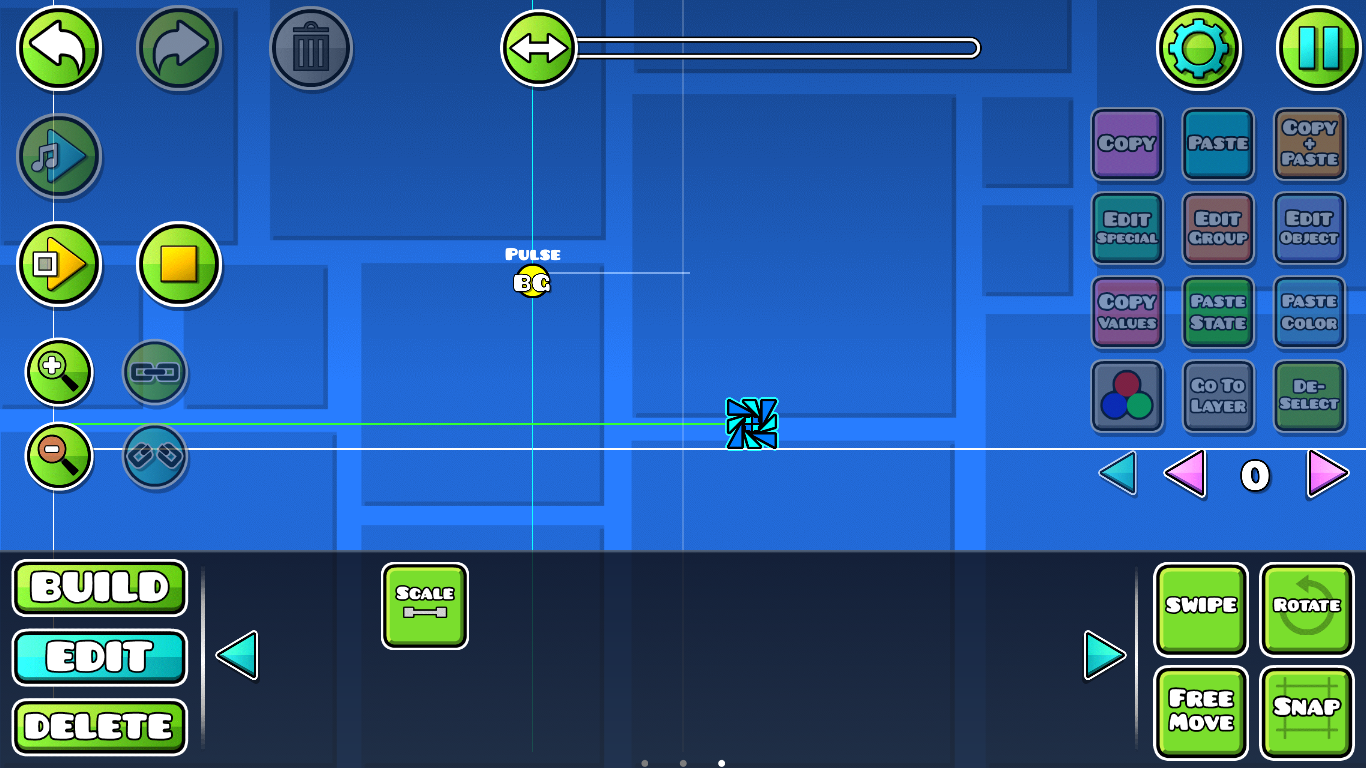 PULSE
BG
COPY
PASTE
COPY
+
PASTE
EDIT
SPECIAL
EDIT
GROUP
EDIT
OBJECT
COPY
VALUES
PASTE
STATE
PASTE
COLOR
GO TO
LAYER
DE-
SELECT
0
BUILD
EDIT
DELETE
SCALE
SWIPE
ROTATE
FREE
MOVE
SNAP